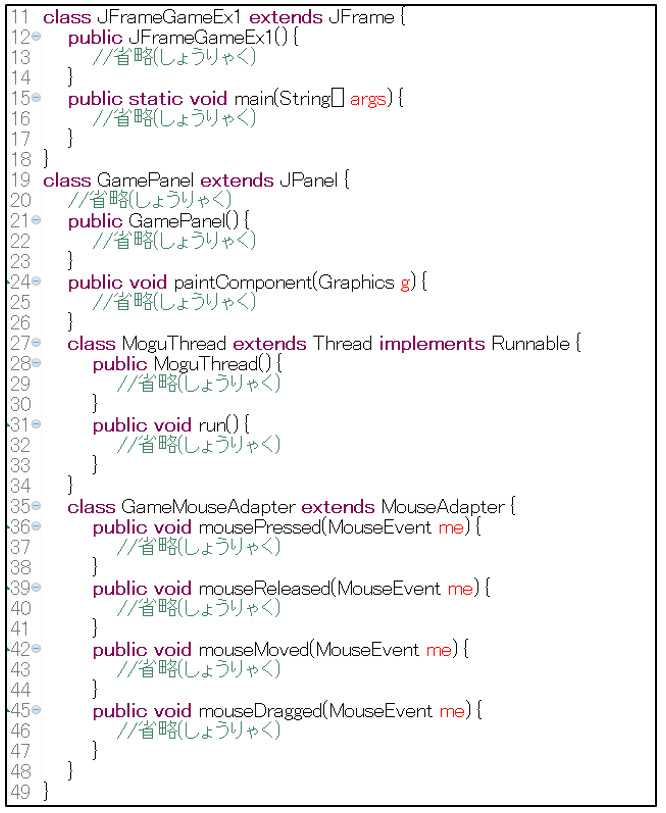 11 class JFrameGameEx1 extends JFrame {
12 public JFrameGameEx1(){
13 //省略(しょうりゃく)
14 }
15 public static void main(String[] args){
16 //省略(しょうりゃく)
17 }
18 }
19 class GamePanel extends JPanel {
20 //省略(しょうりゃく)
21 public GamePanel(){
22 //省略(しょうりゃく)
23 }
24 public void paintComponent(Graphics g){
25 //省略(しょうりゃく)
26 }
27 class MoguThread extends Thread implements Runnable {
28 public MoguThread(){
29 //省略(しょうりゃく)
30 }
31 public void run(){
32 //省略(しょうりゃく)
33 }
34 }
35 class GameMouseAdapter extends MouseAdapter {
36 public void mousePressed(MouseEvent me){
37 //省略(しょうりゃく)
38 }
39 public void mouseReleased(MouseEvent me){
40 //省略(しょうりゃく)
41 }
42 public void mouseMoved(MouseEvent me){
43 //省略(しょうりゃく)
44 }
45 public void mouseDragged(MouseEvent me){
46 //省略(しょうりゃく)
47 }
48 }
49 }